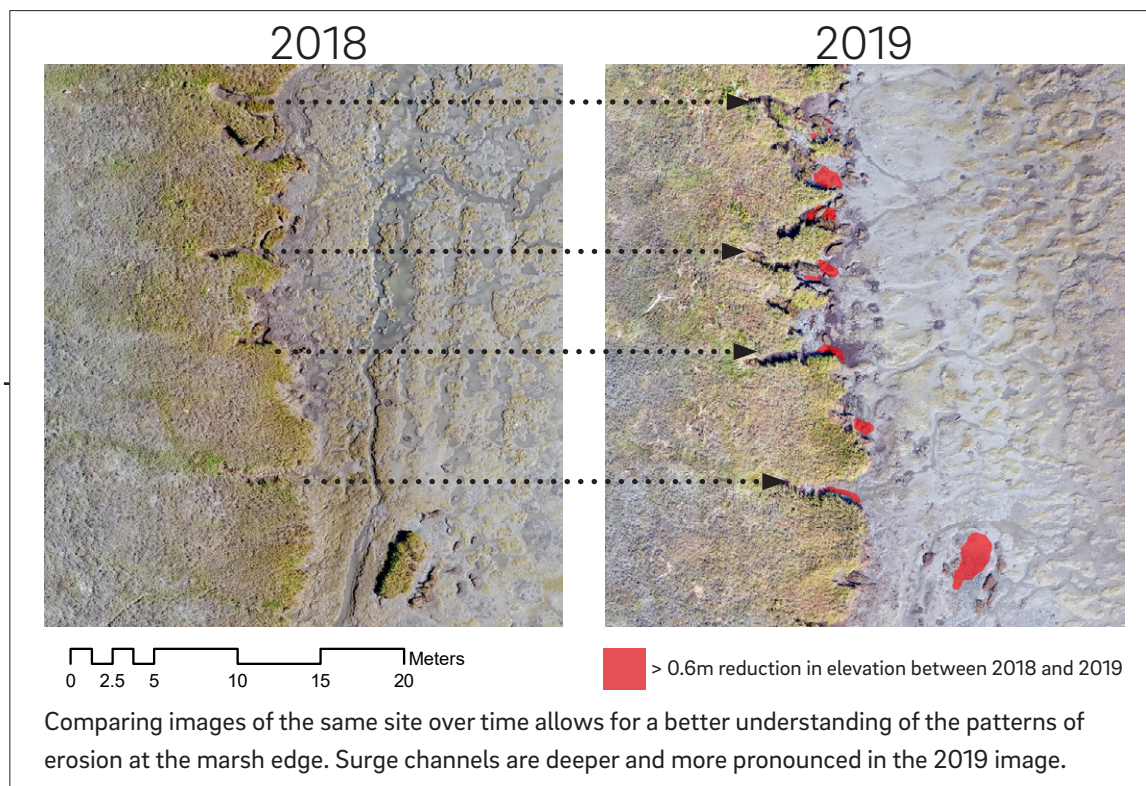 2018
2019
Meters
0 2.5 5 10 15 20
> 0.6m reduction in elevation between 2018 and 2019
Comparing images of the same site over time allows for a better understanding of the patterns of
erosion at the marsh edge. Surge channels are deeper and more pronounced in the 2019 image.